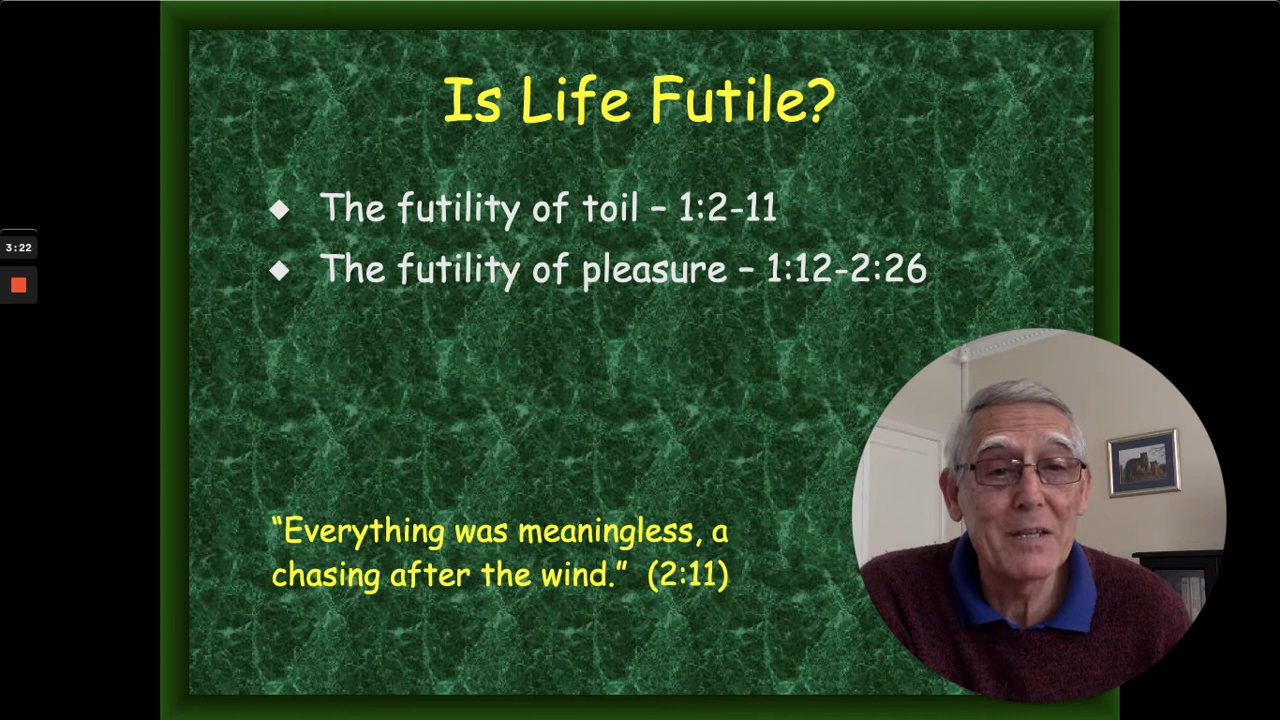 Is Life Futile?
The futility of toil – 1:2-11
The futility of pleasure – 1:12-2:26
3:22
“Everything was meaningless, a
chasing after the wind.” (2:11)